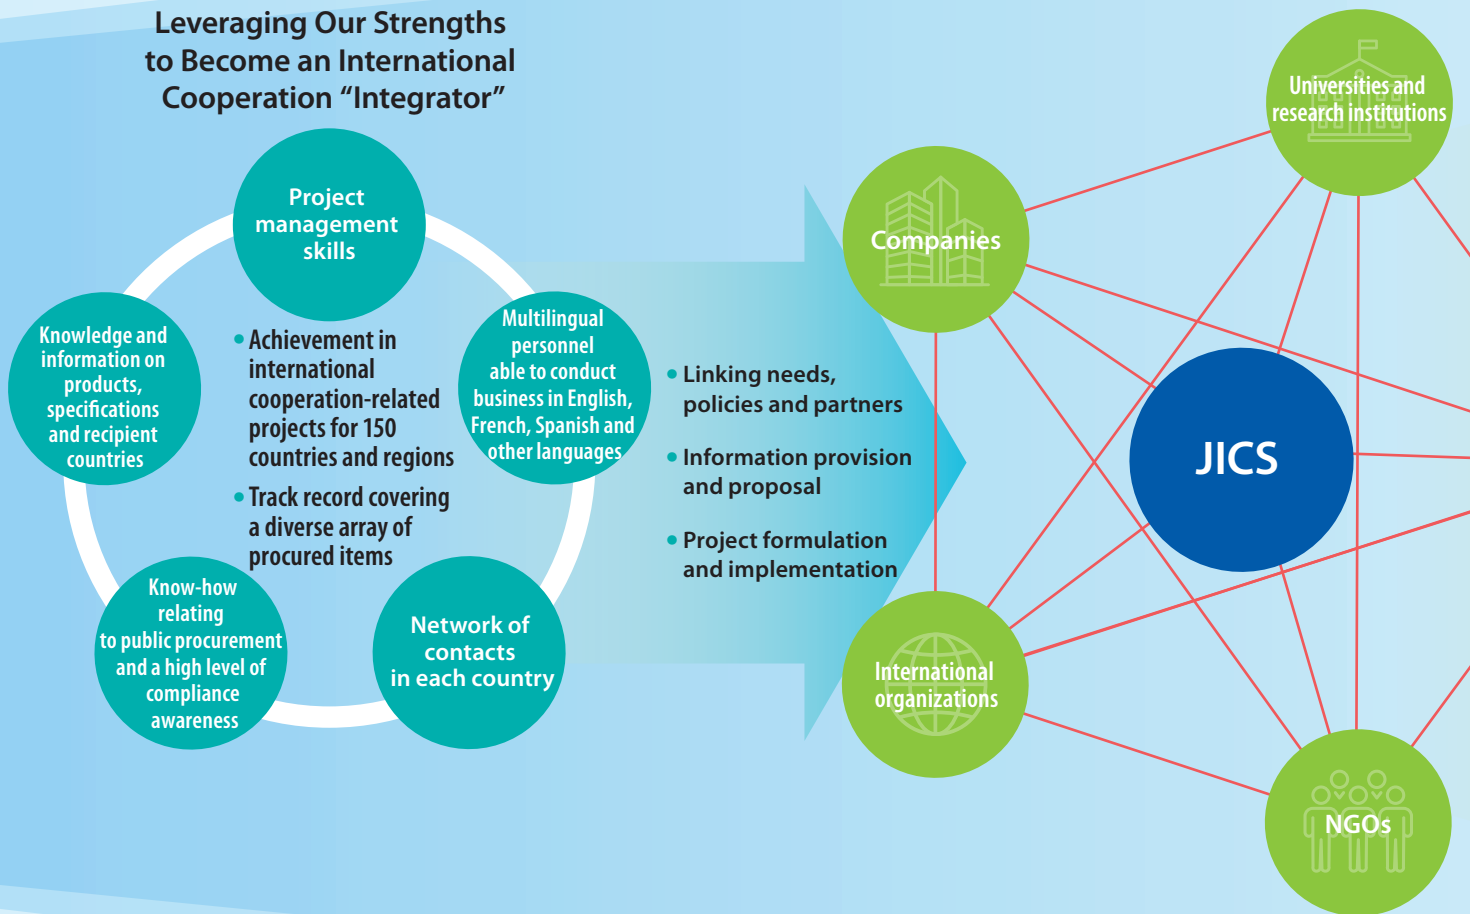 Leveraging Our Strengths
to Become an International
Cooperation “Integrator”
Project
management
skills
Knowledge and
information on
products,
specifications
and recipient
countries
Multilingual
personnel
able to conduct
business in English,
French, Spanish and
other languages
• Achievement in
international
cooperation-related
projects for 150
countries and regions
• Track record covering
a diverse array of
procured items
Know-how
relating
to public procurement
and a high level of
compliance
awareness
Network of
contacts
in each country
• Linking needs,
policies and partners
• Information provision
and proposal
• Project formulation
and implementation
Universities and
research institutions
Companies
JICS
International
organizations
NGOs